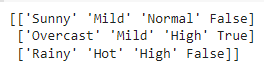 [['Sunny' 'Mild' 'Normal' False]
['Overcast' 'Mild' 'High' True]
['Rainy' 'Hot' 'High' False]]